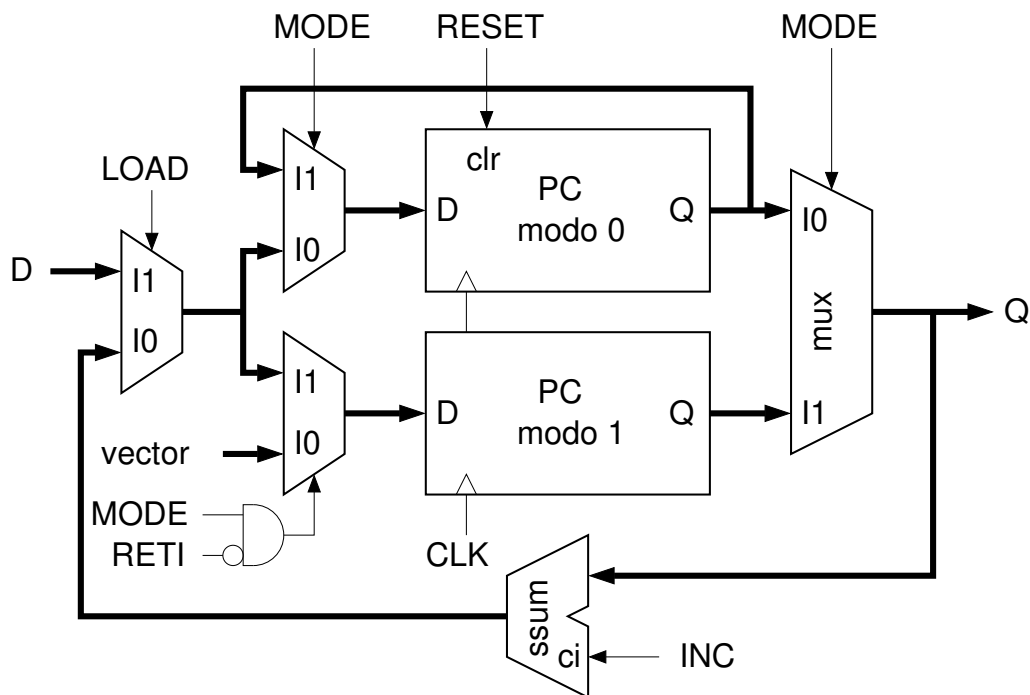 MODE
RESET
MODE
LOAD
clr
I1
PC
D
Q
modo 0
I0
I0
D
I1
I0
mux
Q
I1
PC
D
Q
modo 1
I1
I0
vector
MODE
RETI
CLK
ssum
ci
INC